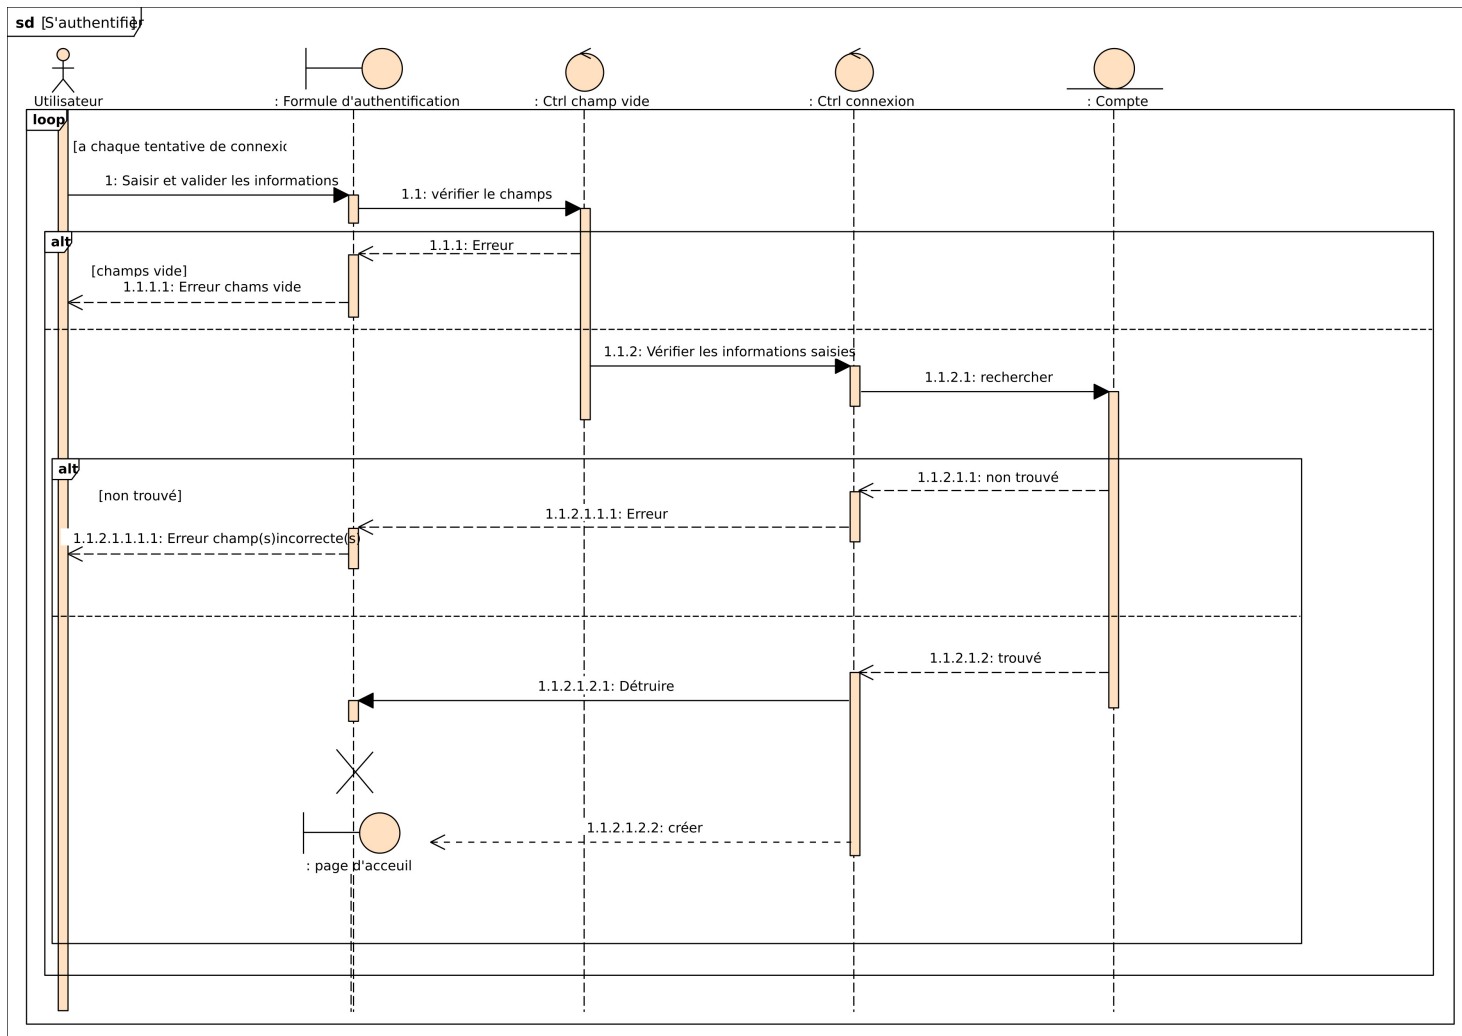 sd [S'authentifier]
Utilisateur
: Formule d'authentification
: Ctrl champ vide
: Ctrl connexion
: Compte
loop
[a chaque tentative de connexic
1: Saisir et valider les informations
1.1: vérifier le champs
alt
1.1.1: Erreur
[champs vide]
1.1.1.1: Erreur chams vide
1.1.2: Vérifier les informations saisies
1.1.2.1: rechercher
alt
1.1.2.1.1: non trouvé
[non trouvé]
1.1.2.1.1.1: Erreur
1.1.2.1.1.1.1: Erreur champ(s)incorrecte(s)
1.1.2.1.2: trouvé
1.1.2.1.2.1: Détruire
1.1.2.1.2.2: créer
: page d'acceuil